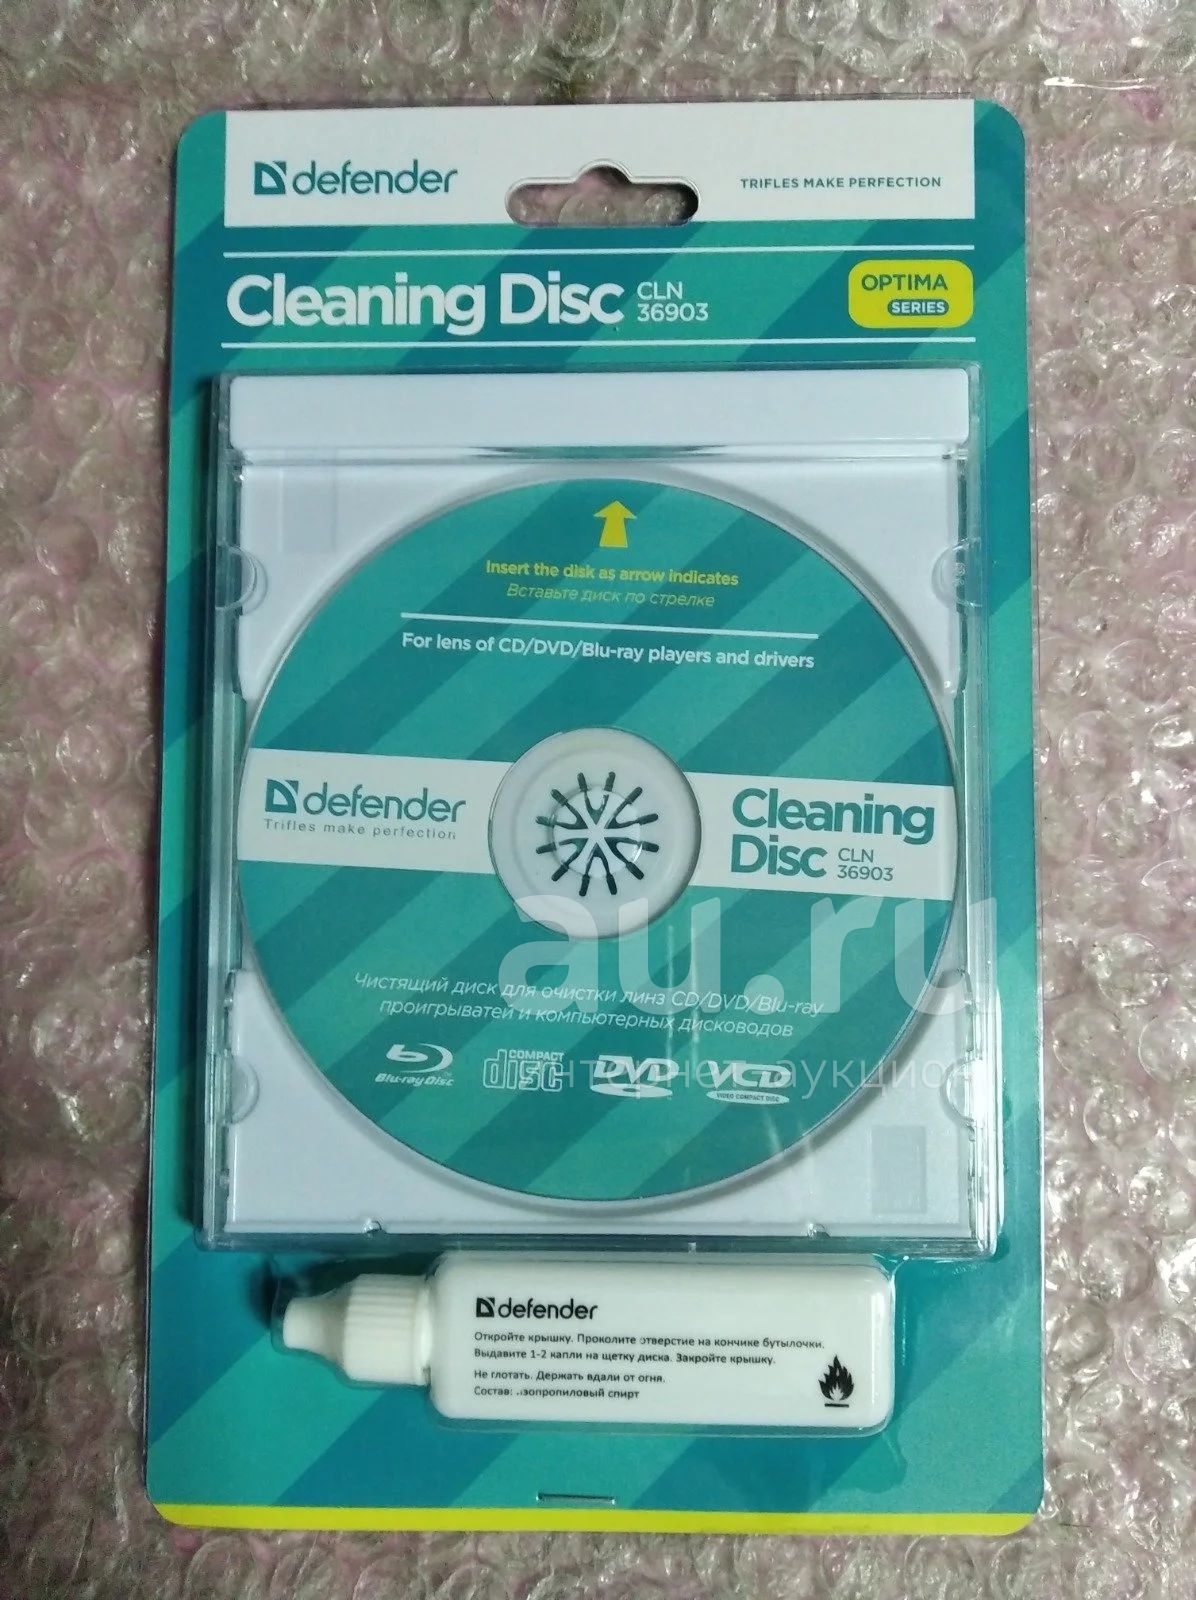 defender
TRIFLES MAKE PERFECTION
Cleaning Disc CLN 36903
OPTIMA
SERIES
Insert the disk as arrow indicates
Вставьте диск по стрелке
For lens of CD/DVD/Blu-ray players and drivers
defender
Trifles make perfection
Cleaning
Disc CLN 36903
Чистящий диск для очистки линз CD/DVD/Blu-ray
проигрыватей и компьютерных дисководов
Blu-ray Disc
COMPACT
disc
DVD
VCD
VIDEO COMPACT DISC
au.ru
интернет-аукцион
defender
Откройте крышку. Проколите отверстие на кончике бутылочки.
Выдавите 1-2 капли на щетку диска. Закройте крышку.
Не глотать. Держать вдали от огня.
Состав: изопропиловый спирт